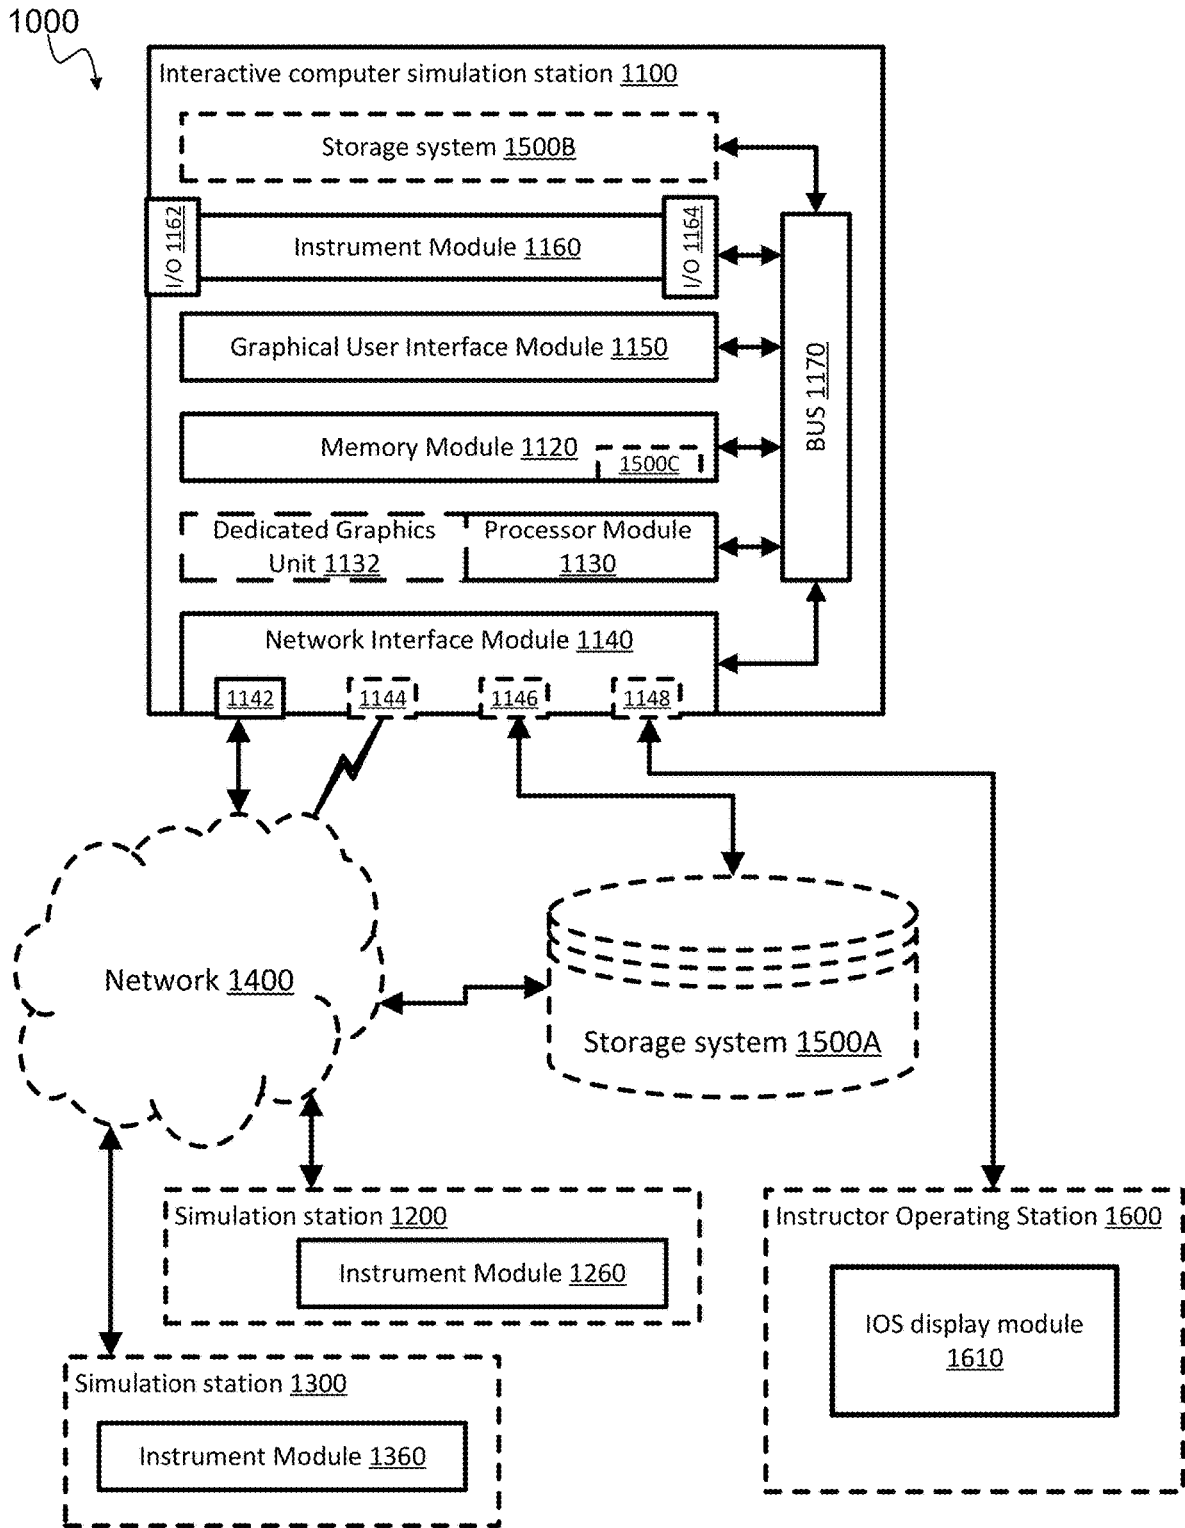 1000
Interactive computer simulation station 1100
Storage system 1500B
I/O 1162
Instrument Module 1160
I/O 1164
Graphical User Interface Module 1150
BUS 1170
Memory Module 1120
1500C
Dedicated Graphics
Unit 1132
Processor Module
1130
Network Interface Module 1140
1142
1144
1146
1148
Network 1400
Storage system 1500A
Simulation station 1200
Instrument Module 1260
Instructor Operating Station 1600
IOS display module
1610
Simulation station 1300
Instrument Module 1360